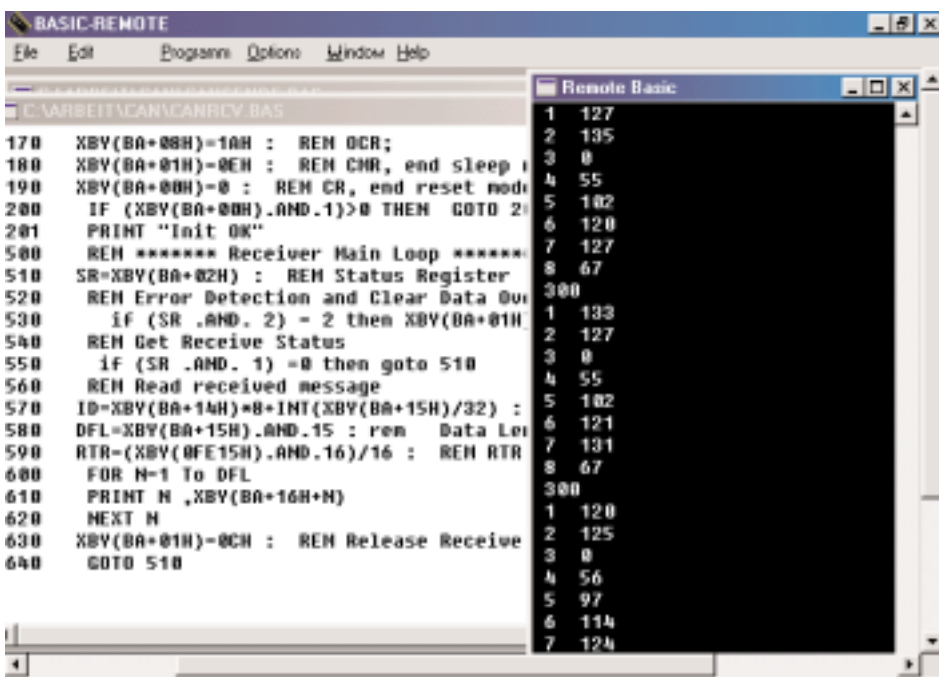 BASIC-REMOTE
File Edit Programm Options Window Help
C:\ARBEIT\CAN\CANRCV.BAS
170 XBY(BA+08H)=1AH : REM OCR;
180 XBY(BA+01H)=0EH : REM CMR, end sleep
190 XBY(BA+00H)=0 : REM CR, end reset mod
200 IF (XBY(BA+00H).AND.1)>0 THEN GOTO 2
201 PRINT "Init OK"
500 REM ******* Receiver Main Loop ******
510 SR=XBY(BA+02H) : REM Status Register
520 REM Error Detection and Clear Data Ov
530 if (SR .AND. 2) = 2 then XBY(BA+01H
540 REM Get Receive Status
550 if (SR .AND. 1) =0 then goto 510
560 REM Read received message
570 ID=XBY(BA+14H)*8+INT(XBY(BA+15H)/32) :
580 DFL=XBY(BA+15H).AND.15 : rem Data Le
590 RTR=(XBY(0FE15H).AND.16)/16 : REM RTR
600 FOR N=1 To DFL
610 PRINT N ,XBY(BA+16H+N)
620 NEXT N
630 XBY(BA+01H)=0CH : REM Release Receive
640 GOTO 510
Remote Basic
1 127
2 135
3 0
4 55
5 102
6 120
7 127
8 67
300
1 133
2 127
3 0
4 55
5 102
6 121
7 131
8 67
300
1 120
2 125
3 0
4 56
5 97
6 114
7 124